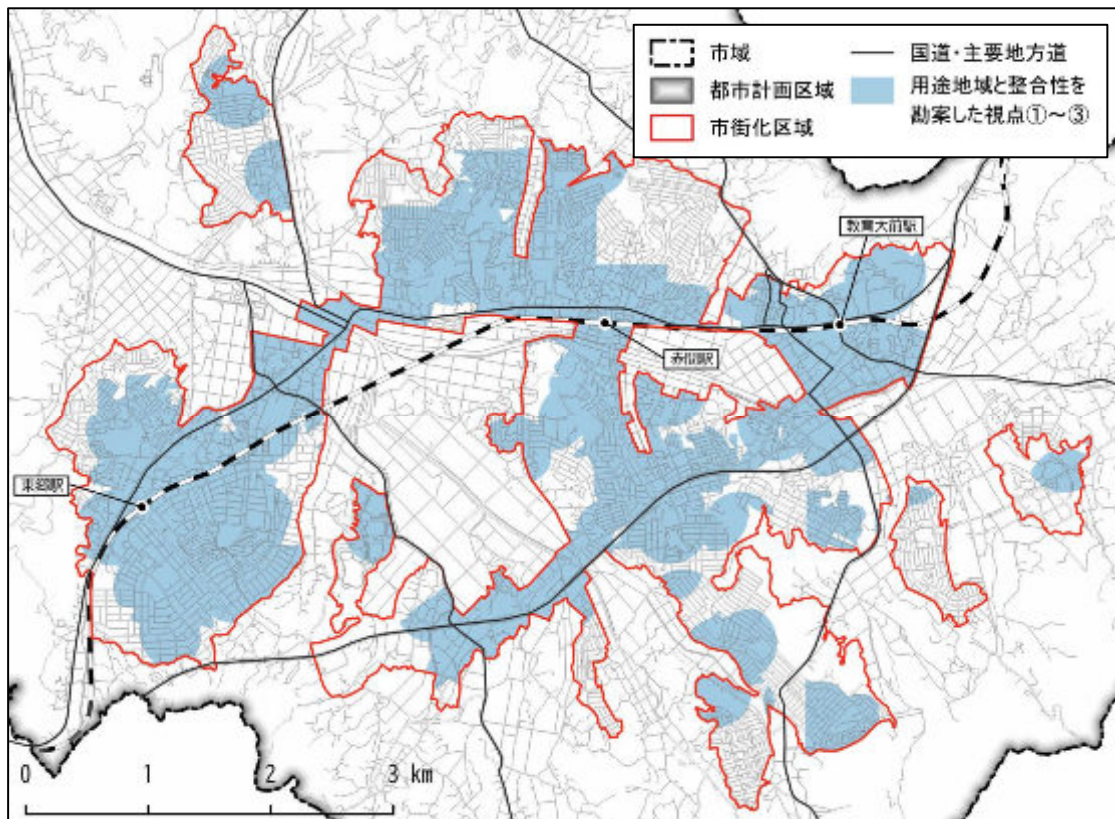 市域
都市計画区域
市街化区域
国道・主要地方道
用途地域と整合性を
勘案した視点①~③
教育大前駅
赤間駅
東郷駅
0 1 2 3 km